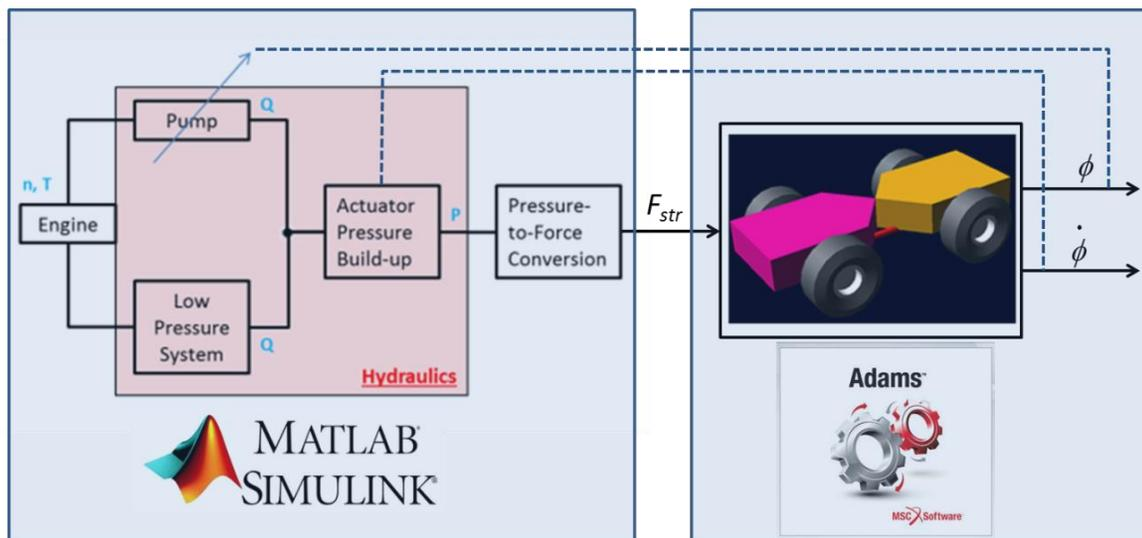 Pump
Q
n, T
Engine
Actuator
Pressure
Build-up
P
Pressure-
to-Force
Conversion
F_str
ϕ
ϕ̇
Low
Pressure
System
Q
Hydraulics
MATLAB®
SIMULINK®
Adams™
MSC Software